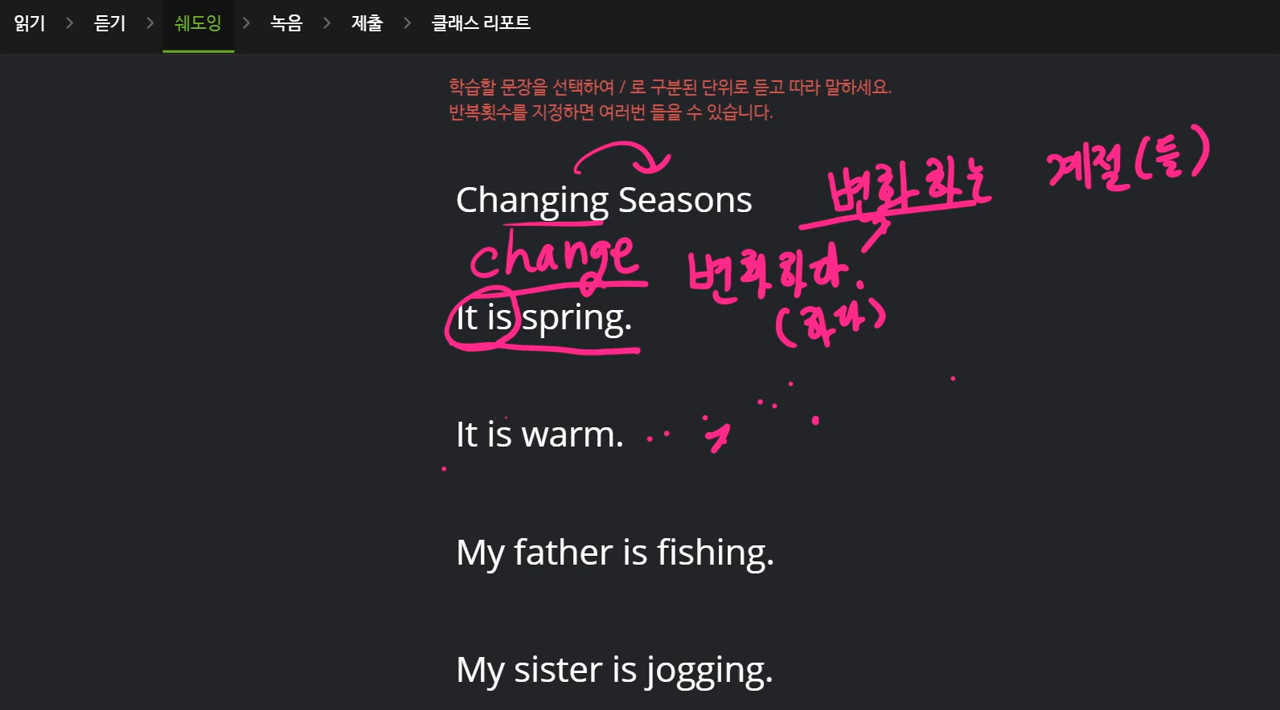 읽기 > 듣기 > 쉐도잉 > 녹음 > 제출 > 클래스 리포트
학습할 문장을 선택하여 / 로 구분된 단위로 듣고 따라 말하세요.
반복횟수를 지정하면 여러번 들을 수 있습니다.
Changing Seasons 변화하는 계절(들)
change 변화하다.
It is spring. (하다)
It is warm.
My father is fishing.
My sister is jogging.